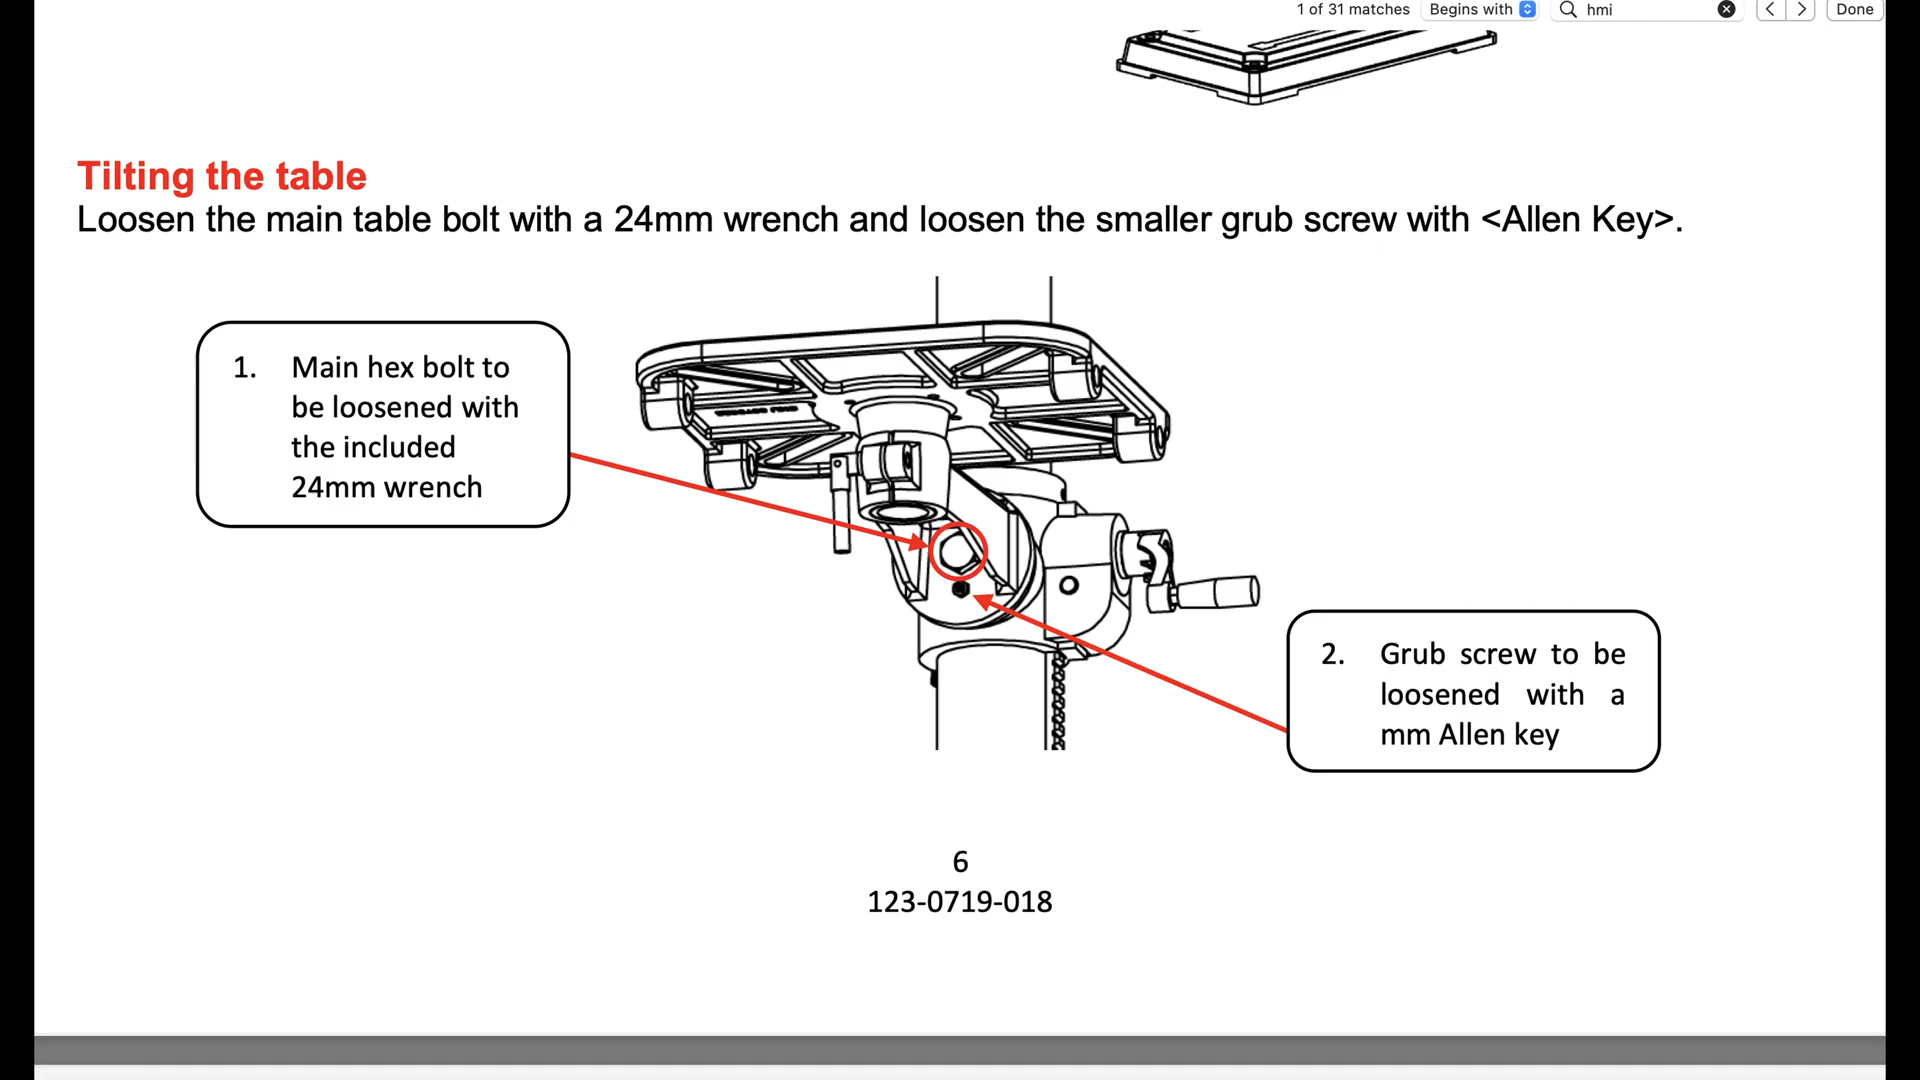 1 of 31 matches Begins with hmi Done
Tilting the table
Loosen the main table bolt with a 24mm wrench and loosen the smaller grub screw with <Allen Key>.
1. Main hex bolt to
be loosened with
the included
24mm wrench
2. Grub screw to be
loosened with a
mm Allen key
6
123-0719-018